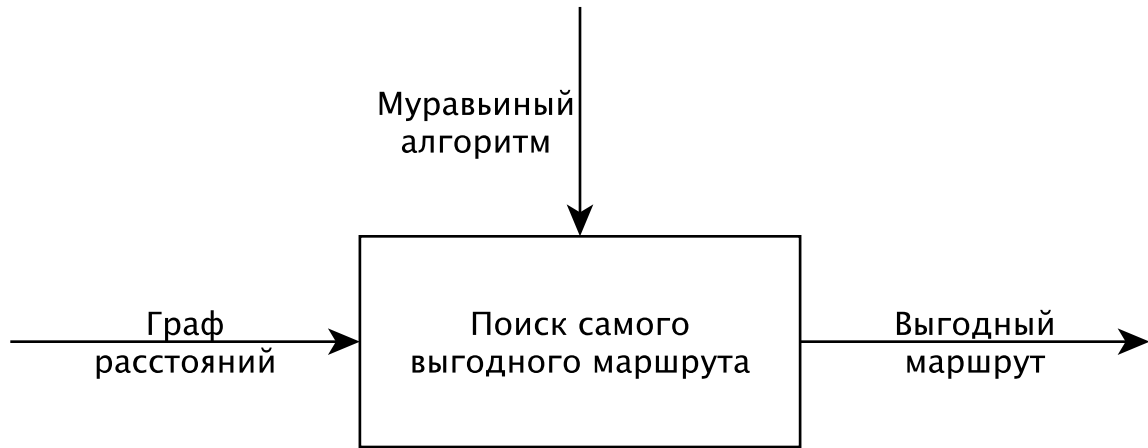 Муравьиный
алгоритм
Граф
расстояний
Поиск самого
выгодного маршрута
Выгодный
маршрут